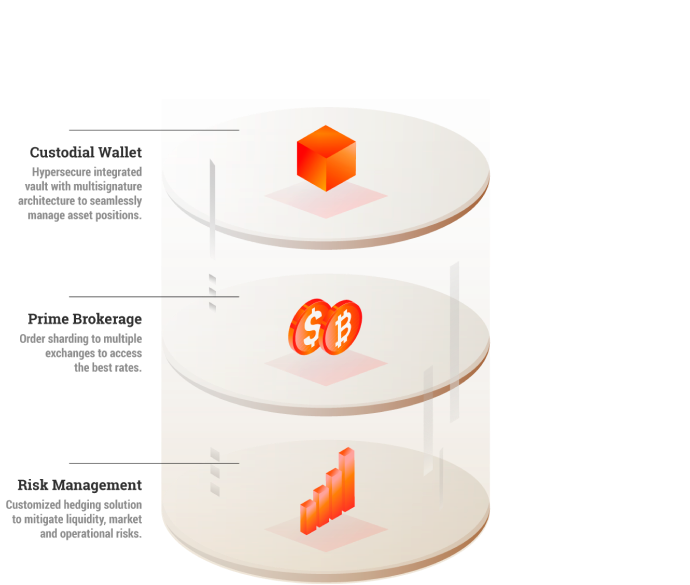 Custodial Wallet
Hypersecure integrated
vault with multisignature
architecture to seamlessly
manage asset positions.
Prime Brokerage
Order sharding to multiple
exchanges to access
the best rates.
Risk Management
Customized hedging solution
to mitigate liquidity, market
and operational risks.